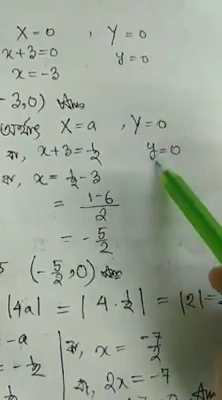 X=0 , Y=0
x+3=0 y=0
x=-3
-3,0) Ans
অর্থাৎ X=a , Y=0
বা, x+3=1/2 y=0
বা, x = 1/2-3
= 1-6/2
= -5/2
(-5/2,0) Ans
|4a| = |4.1/2| = |2|=
-a বা, x = -7/2
-1/2 বা, 2x=-7